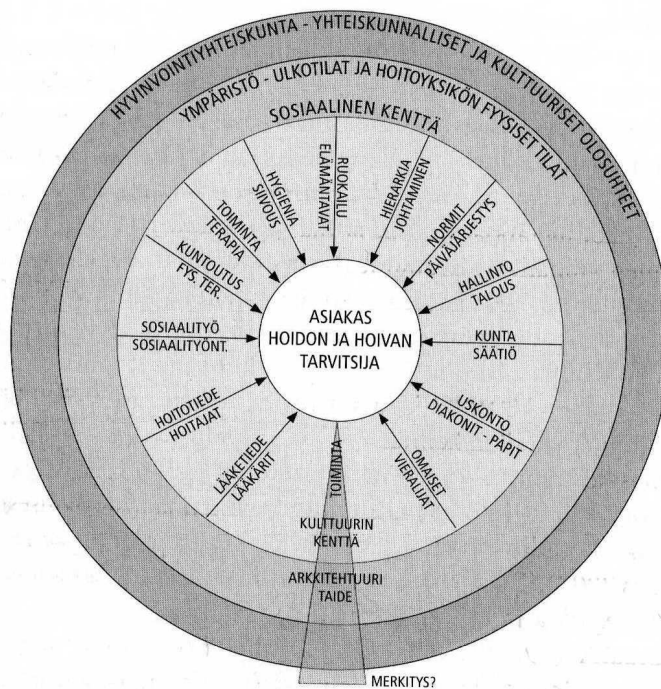 HYVINVOINTIYHTEISKUNTA - YHTEISKUNNALLISET JA KULTTUURISET OLOSUHTEET
YMPÄRISTÖ - ULKOTILAT JA HOITOYKSIKÖN FYYSISET TILAT
SOSIAALINEN KENTTÄ
RUOKAILU
ELÄMÄNTAVAT
HIERARKIA
JOHTAMINEN
NORMIT
PÄIVÄJÄRJESTYS
HALLINTO
TALOUS
KUNTA
SÄÄTIÖ
USKONTO
DIAKONIT - PAPIT
OMAISET
VIERAILIJAT
TOIMINTA
LÄÄKETIEDE
LÄÄKÄRIT
HOITOTIEDE
HOITAJAT
SOSIAALITYÖ
SOSIAALITYÖNT.
KUNTOUTUS
FYS. TER.
TOIMINTA
TERAPIA
HYGIENIA
SIIVOUS
ASIAKAS
HOIDON JA HOIVAN
TARVITSIJA
KULTTUURIN
KENTTÄ
ARKKITEHTUURI
TAIDE
MERKITYS?